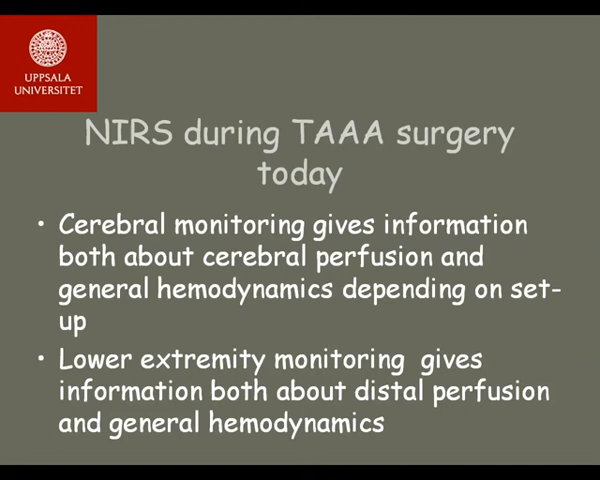 UPPSALA
UNIVERSITET
NIRS during TAAA surgery
today
• Cerebral monitoring gives information
both about cerebral perfusion and
general hemodynamics depending on set-
up
• Lower extremity monitoring  gives
information both about distal perfusion
and general hemodynamics